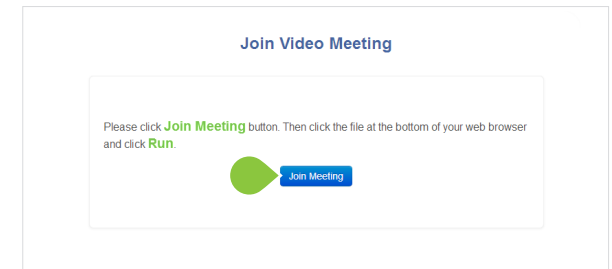 Join Video Meeting
Please click Join Meeting button. Then click the file at the bottom of your web browser
and click Run.
Join Meeting